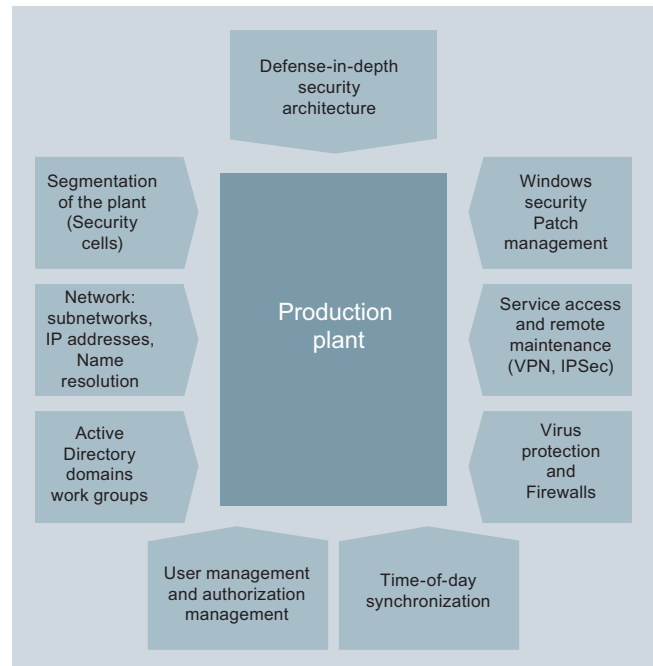 Defense-in-depth
security
architecture
Segmentation
of the plant
(Security
cells)
Windows
security
Patch
management
Production
plant
Network:
subnetworks,
IP addresses,
Name
resolution
Service access
and remote
maintenance
(VPN, IPSec)
Active
Directory
domains
work groups
Virus
protection
and
Firewalls
User management
and authorization
management
Time-of-day
synchronization